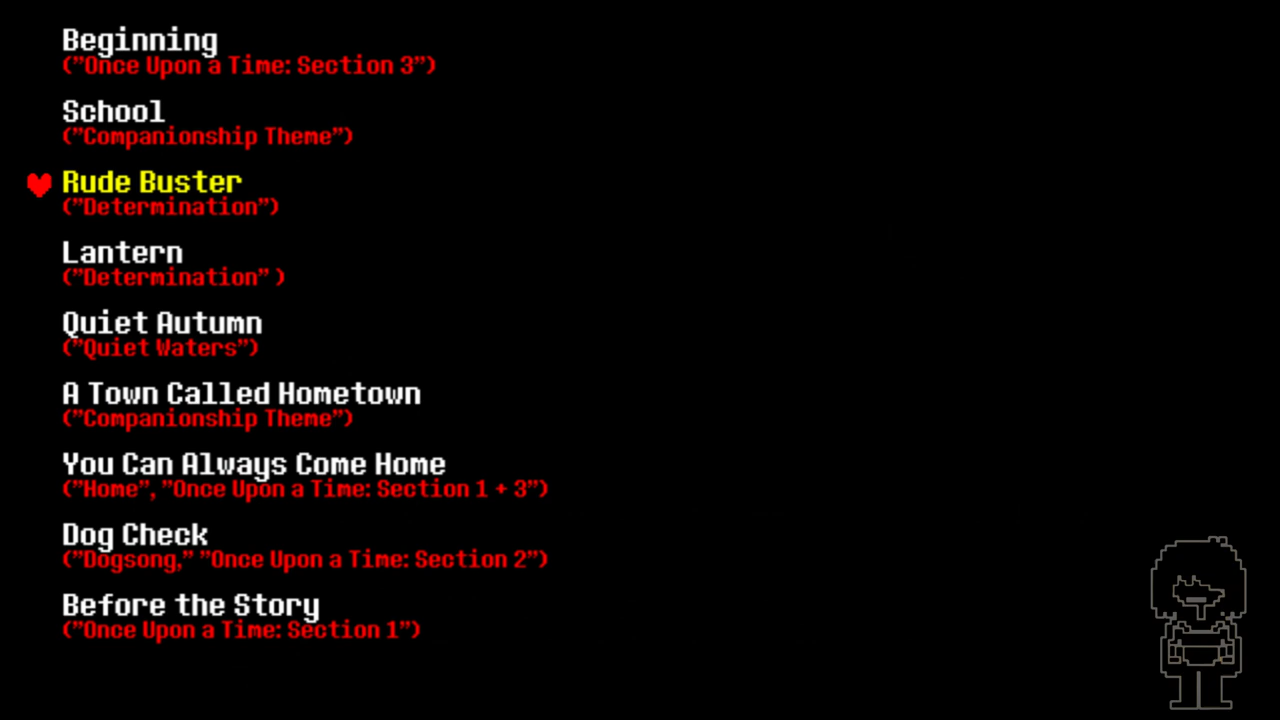 Beginning
("Once Upon a Time: Section 3")
School
("Companionship Theme")
Rude Buster
("Determination")
Lantern
("Determination" )
Quiet Autumn
("Quiet Waters")
A Town Called Hometown
("Companionship Theme")
You Can Always Come Home
("Home", "Once Upon a Time: Section 1 + 3")
Dog Check
("Dogsong," "Once Upon a Time: Section 2")
Before the Story
("Once Upon a Time: Section 1")